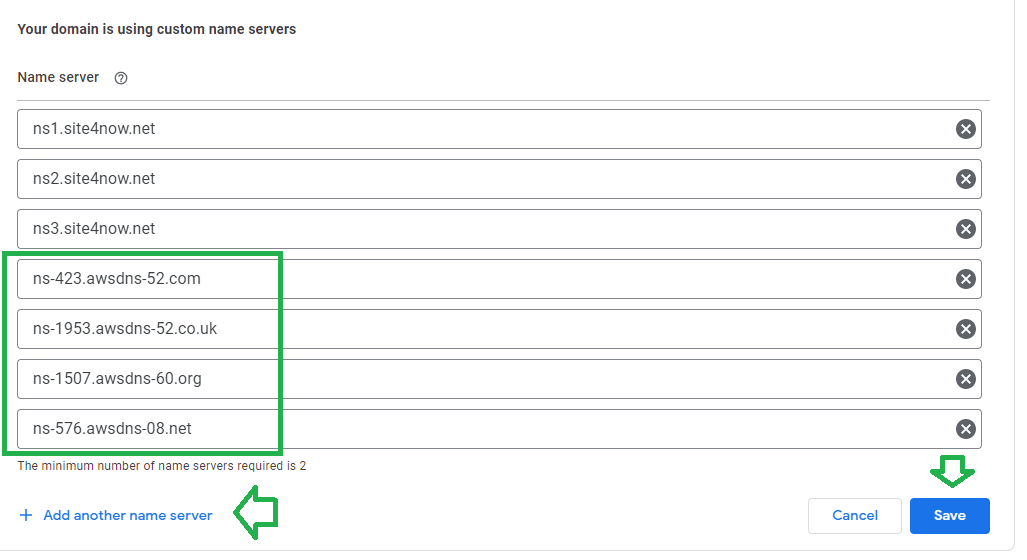 Your domain is using custom name servers
Name server ?
ns1.site4now.net
ns2.site4now.net
ns3.site4now.net
ns-423.awsdns-52.com
ns-1953.awsdns-52.co.uk
ns-1507.awsdns-60.org
ns-576.awsdns-08.net
The minimum number of name servers required is 2
+ Add another name server
Cancel
Save